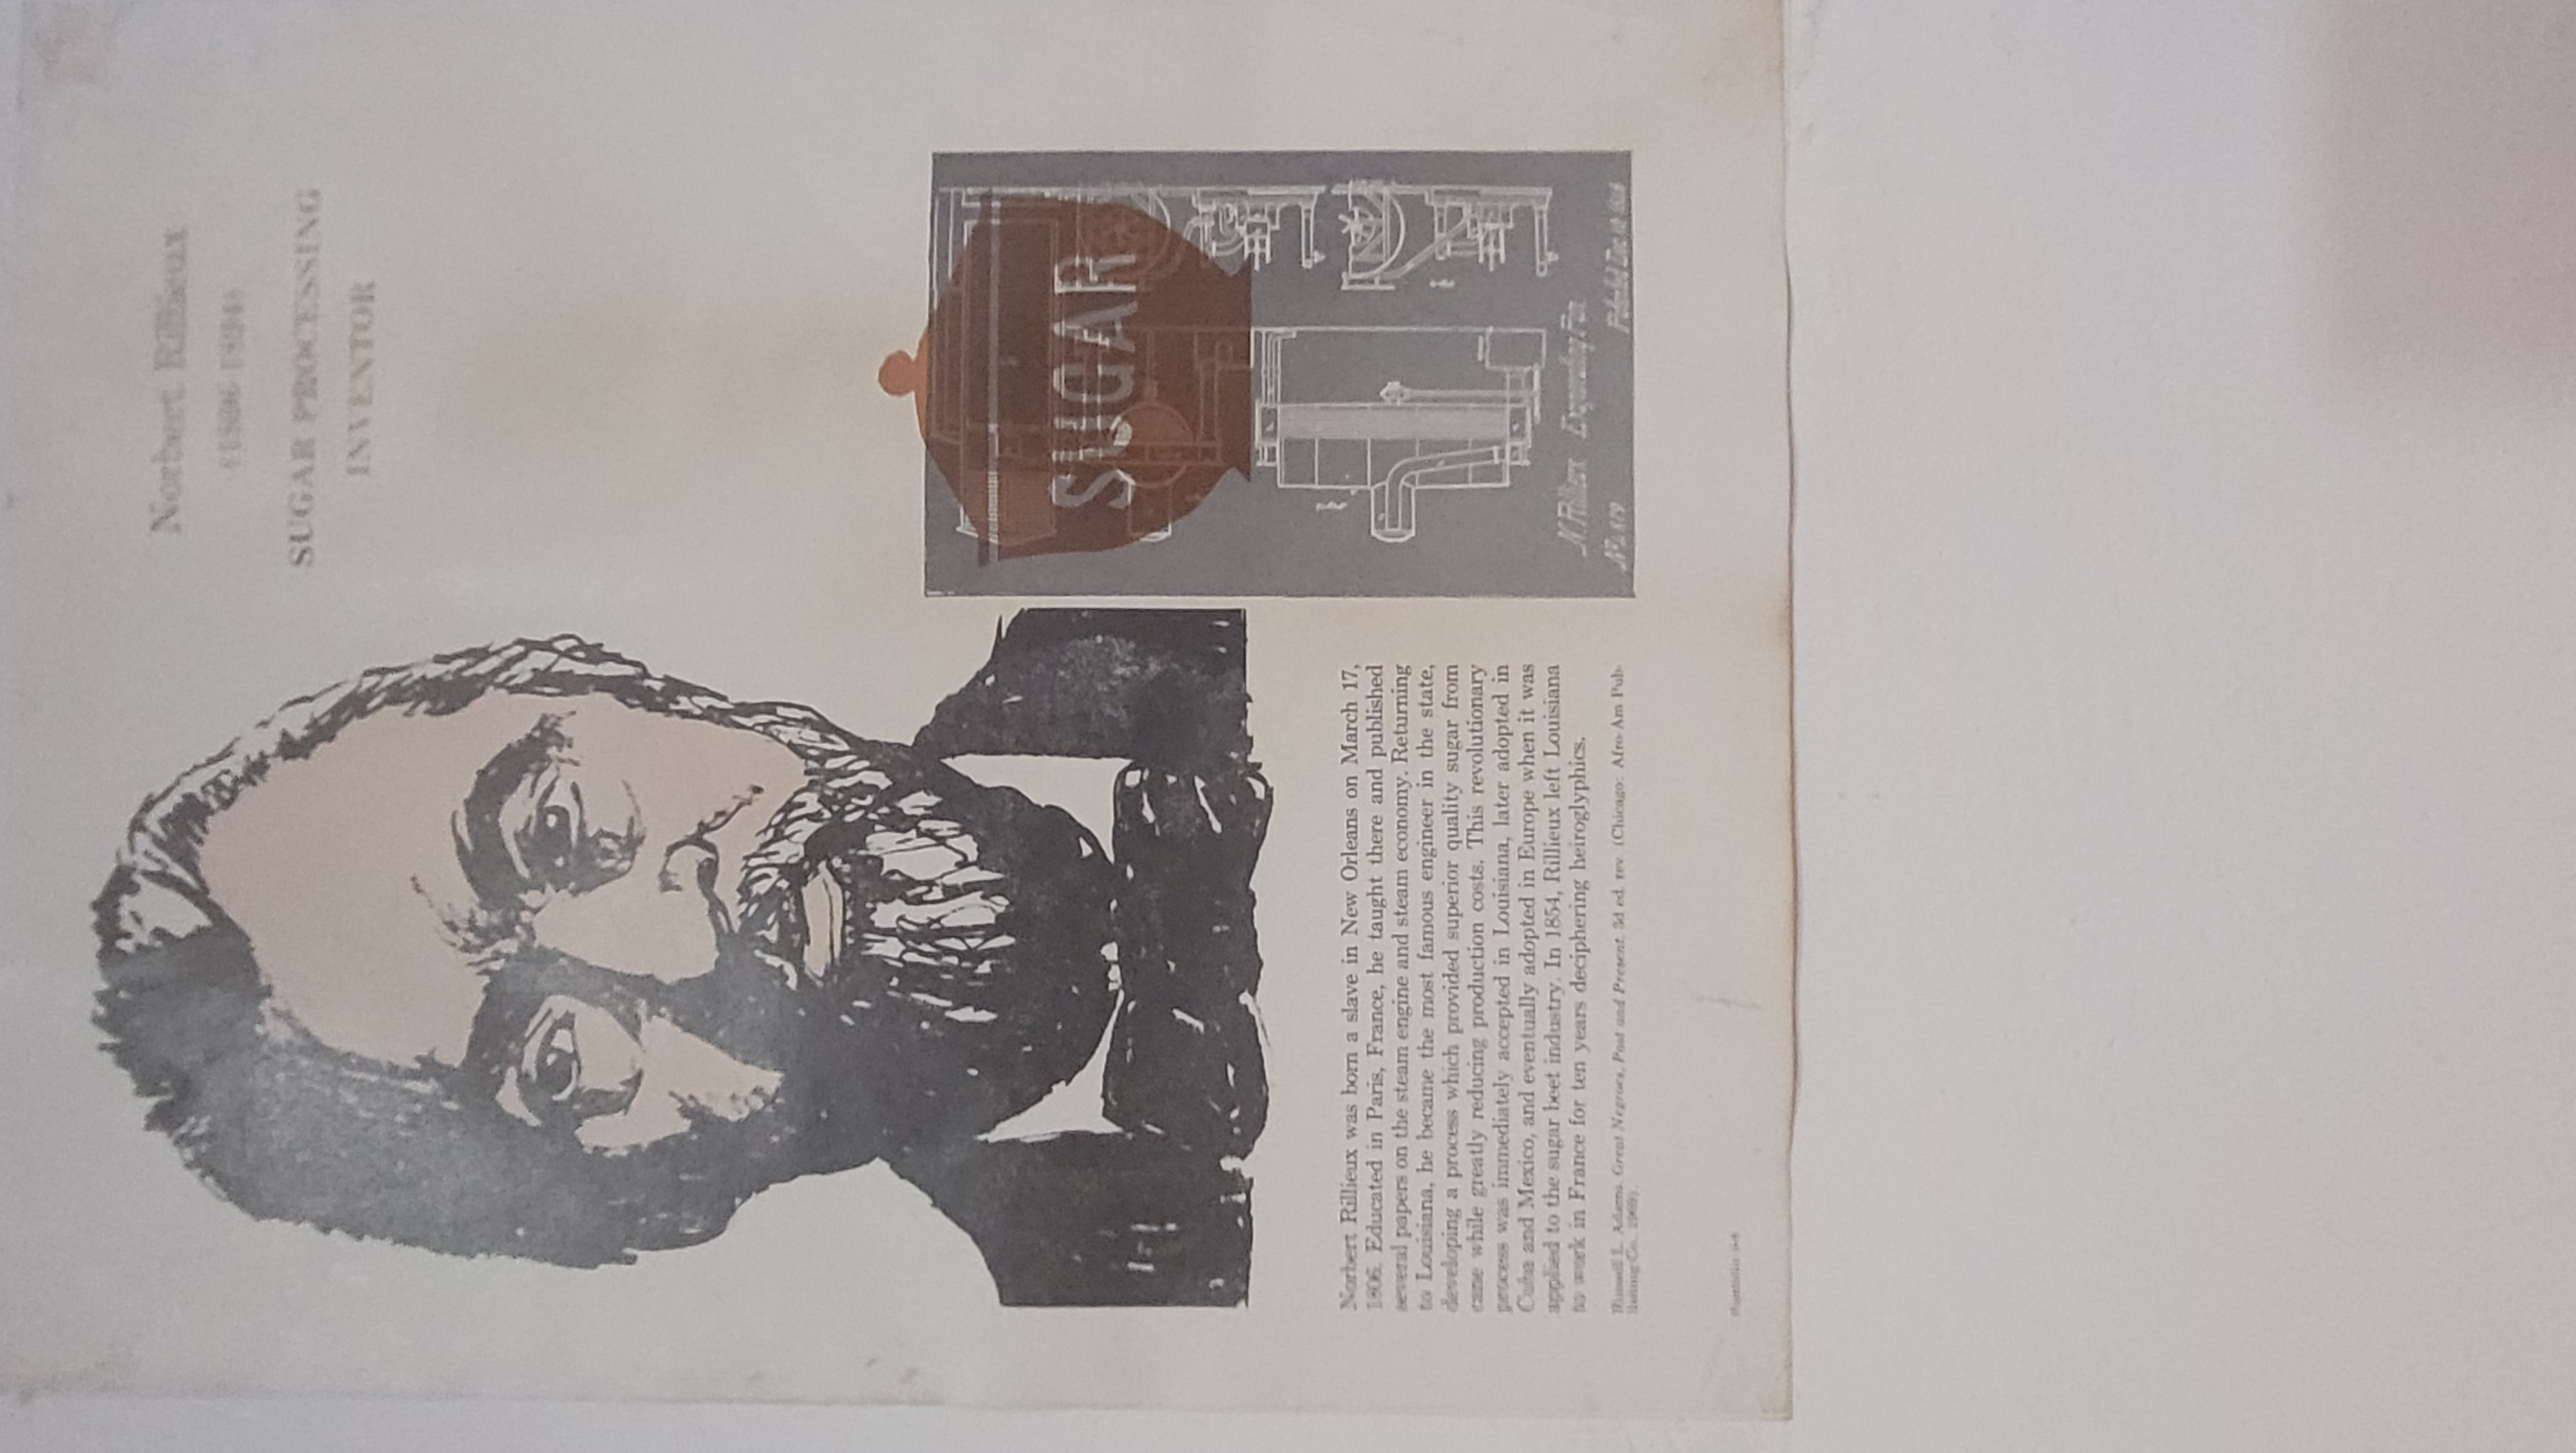 Norbert Rillieux
(1806-1894)
SUGAR PROCESSING
INVENTOR
SUGAR
Norbert Rillieux was born a slave in New Orleans on March 17,
1806. Educated in Paris, France, he taught there and published
several papers on the steam engine and steam economy. Returning
to Louisiana, he became the most famous engineer in the state,
developing a process which provided superior quality sugar from
cane while greatly reducing production costs. This revolutionary
process was immediately accepted in Louisiana, later adopted in
Cuba and Mexico, and eventually adopted in Europe when it was
applied to the sugar beet industry. In 1854, Rillieux left Louisiana
to work in France for ten years deciphering heiroglyphics.
Russell L. Adams. Great Negroes, Past and Present. 3d ed. rev. (Chicago: Afro-Am Pub-
lishing Co., 1969).
N. Rillieux Evaporating Pan.
Nº 4,879 Patented Dec. 10, 1846